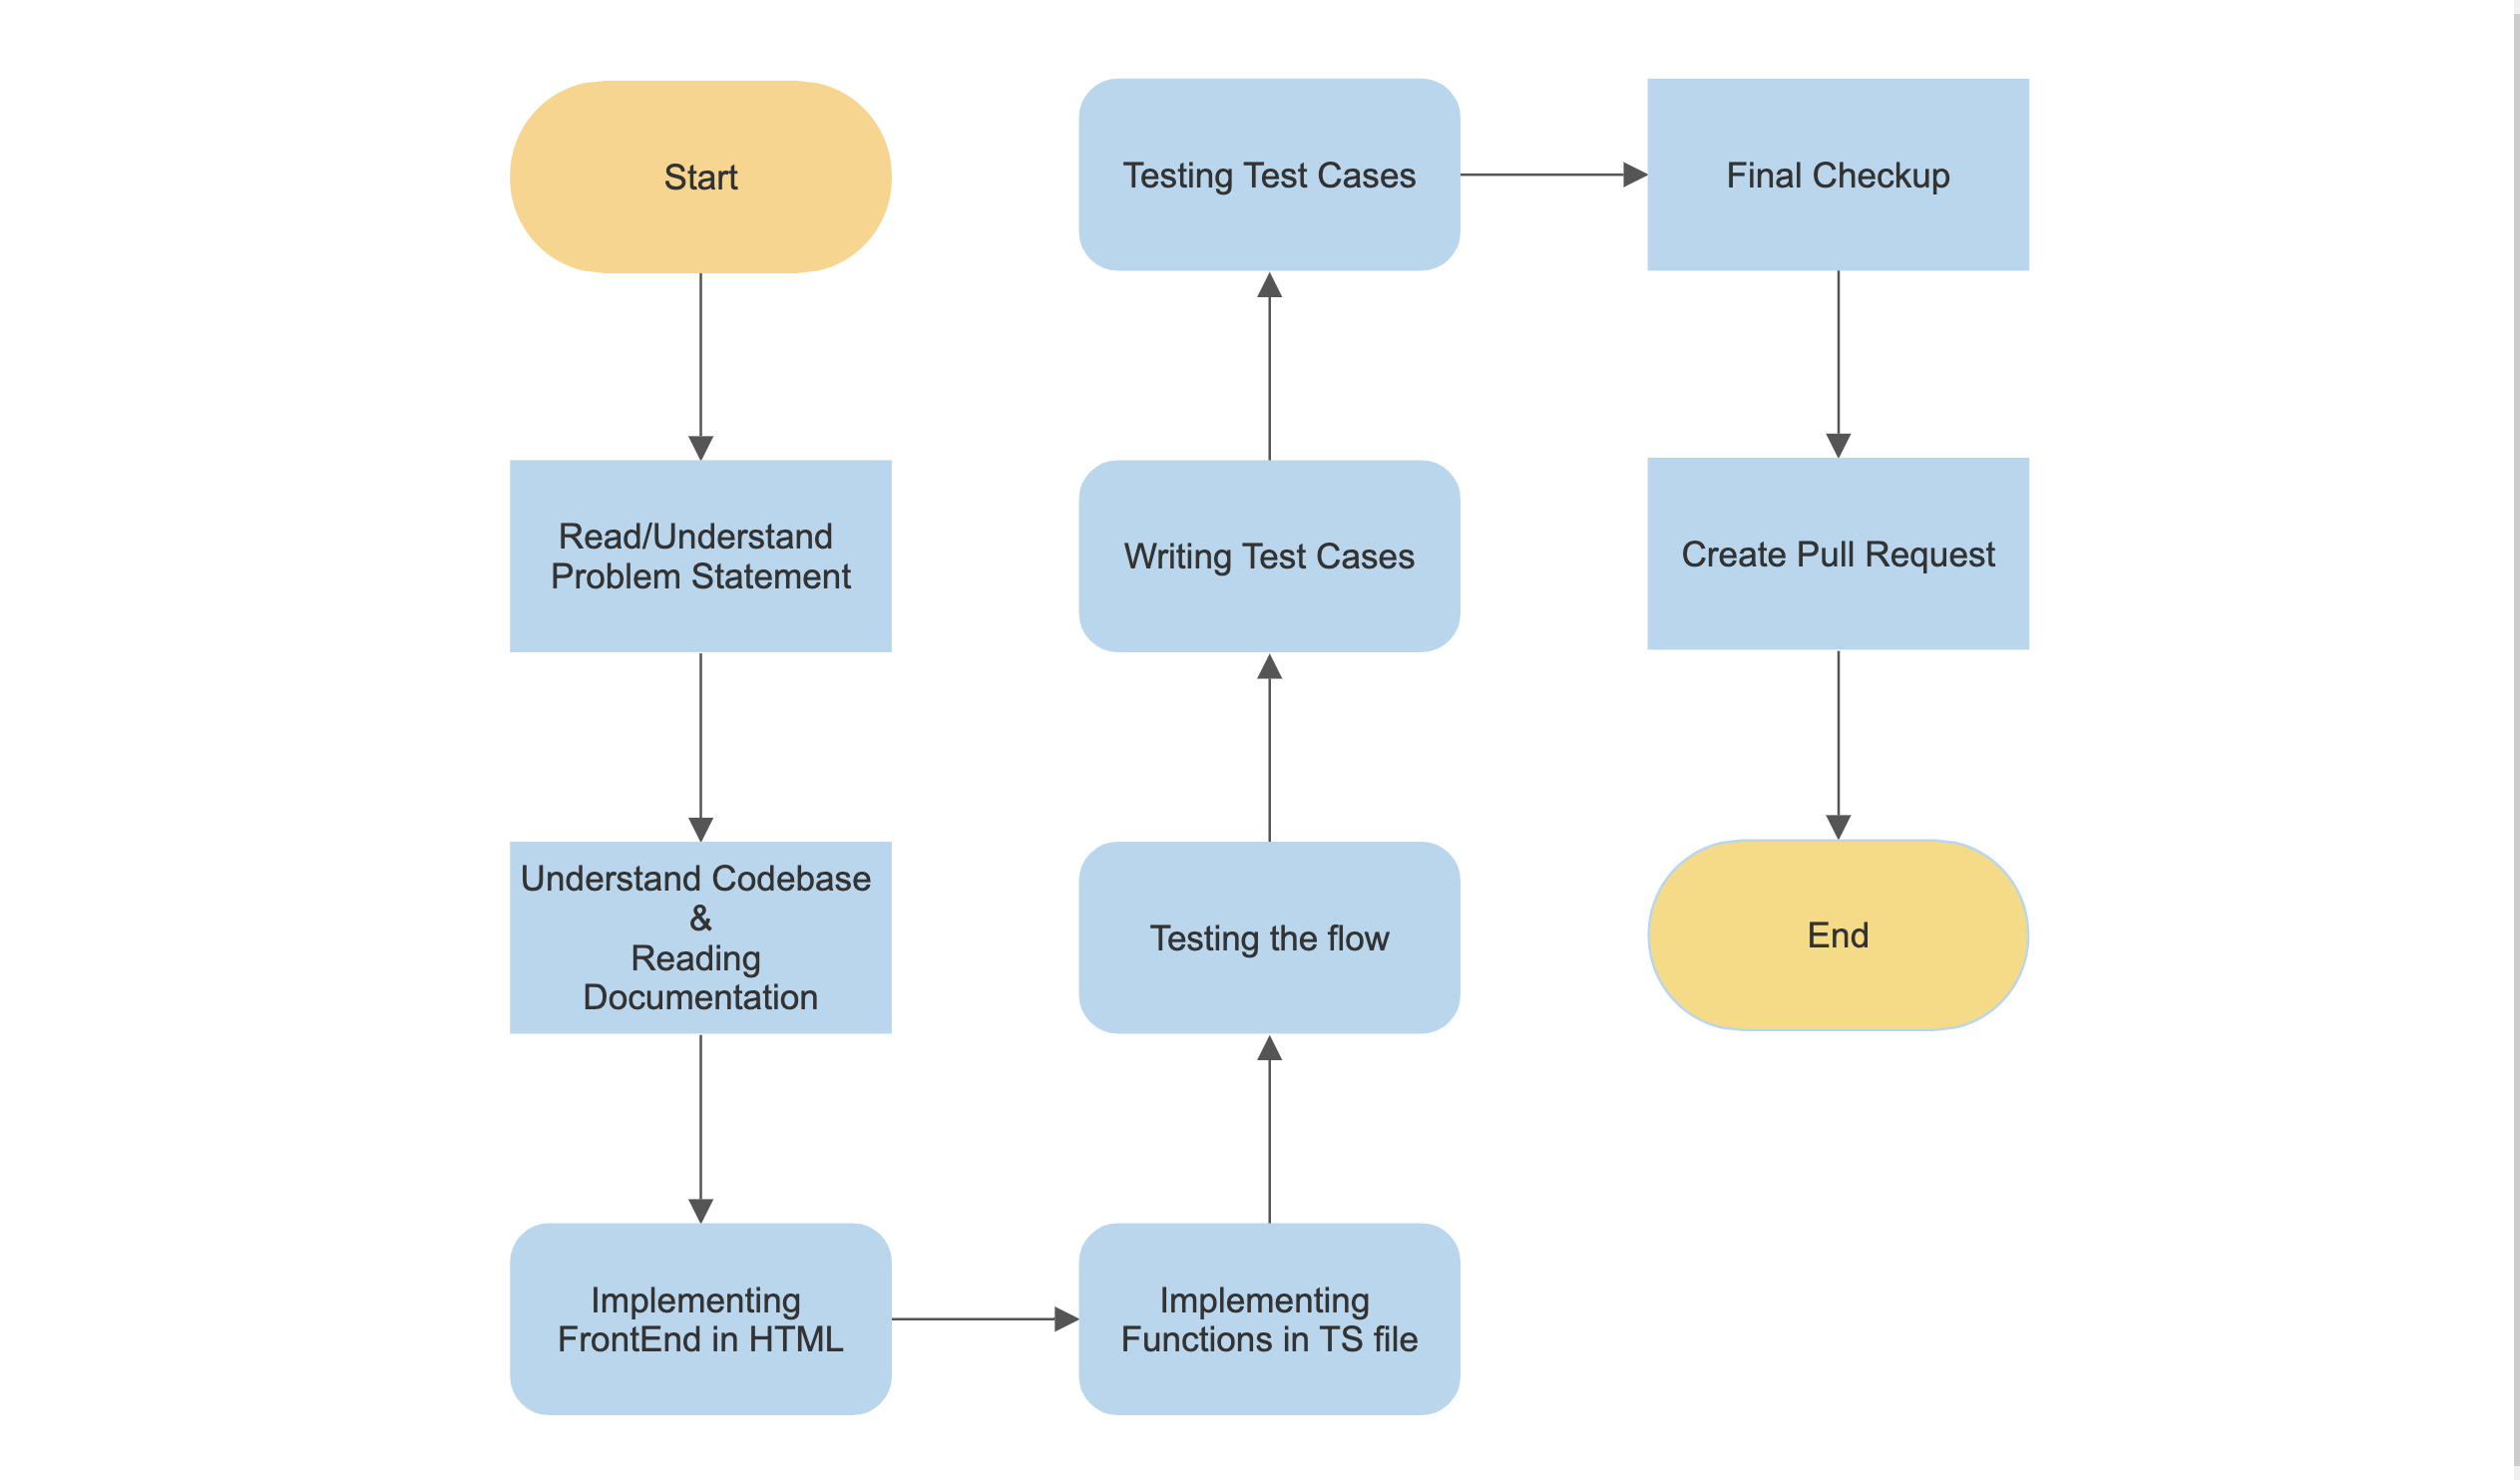 Start
Read/Understand
Problem Statement
Understand Codebase
&
Reading
Documentation
Implementing
FrontEnd in HTML
Implementing
Functions in TS file
Testing the flow
Writing Test Cases
Testing Test Cases
Final Checkup
Create Pull Request
End